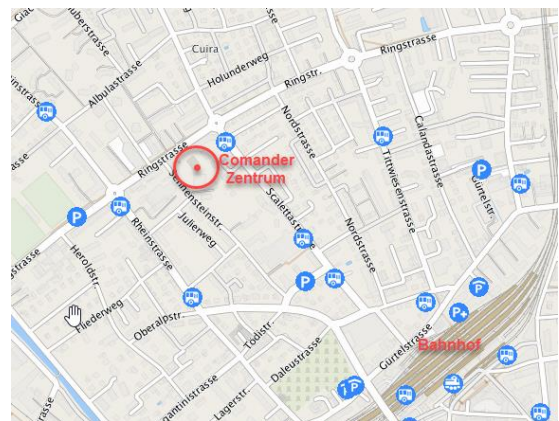 Cuira
Holunderweg
Ringstr.
Ringstrasse
Albulastrasse
Ringstrasse
Nordstrasse
Calandastrasse
Comander
Zentrum
Tittwiesenstrasse
P
Gürtelstr.
Sennensteinstr.
Scalettastrasse
Julierweg
P
Rheinstrasse
Nordstrasse
Heroldstr.
P
P
P+
Fliederweg
Oberalpstr.
Gürtelstrasse
Bahnhof
Tödistr.
Daleustrasse
P
Lagerstr.